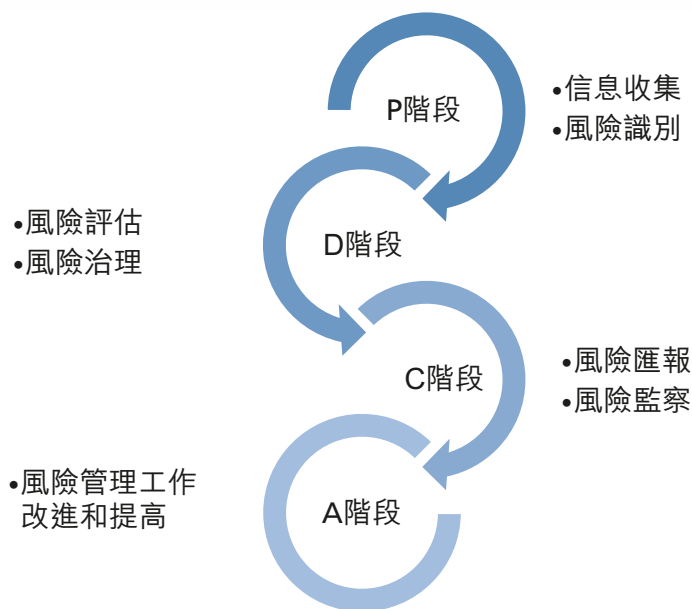 P階段
•信息收集
•風險識別
•風險評估
•風險治理
D階段
C階段
•風險匯報
•風險監察
•風險管理工作
改進和提高
A階段